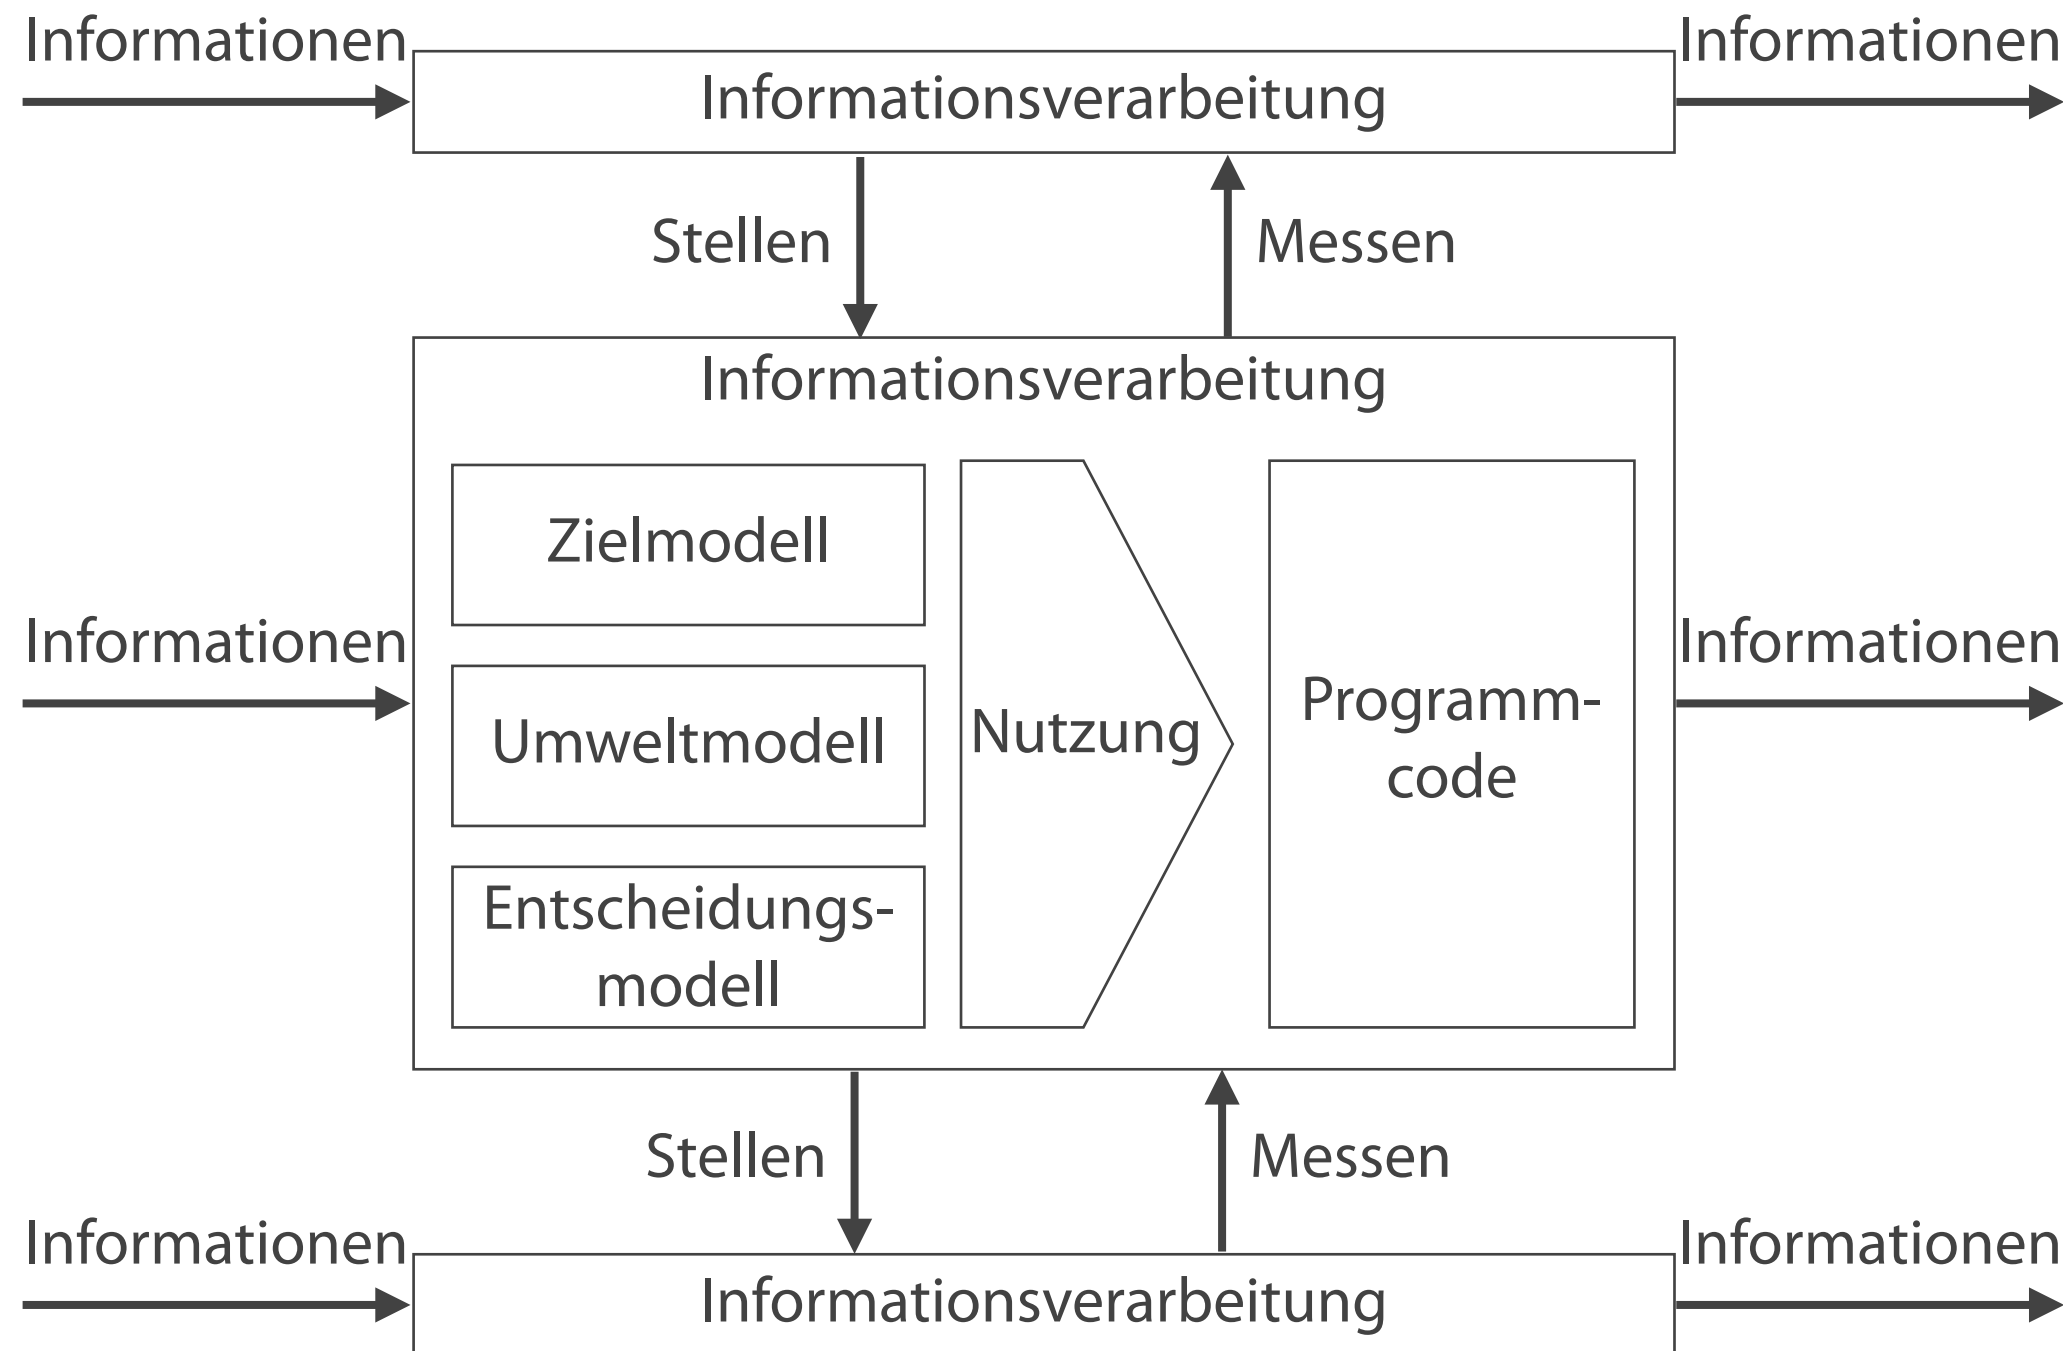 Informationen
Informationsverarbeitung
Informationen
Stellen
Messen
Informationsverarbeitung
Zielmodell
Informationen
Umweltmodell
Nutzung
Programm-
code
Informationen
Entscheidungs-
modell
Stellen
Messen
Informationen
Informationsverarbeitung
Informationen